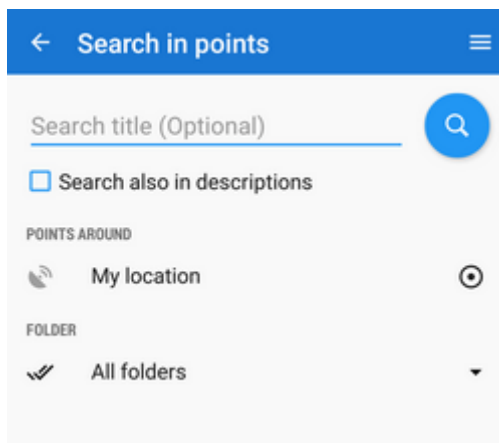 Search in points
Search title (Optional)
Search also in descriptions
POINTS AROUND
My location
FOLDER
All folders